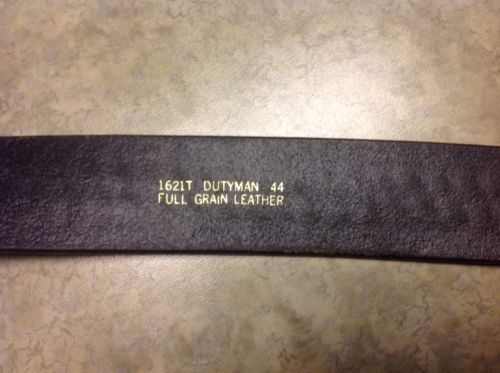 1621T DUTYMAN 44
FULL GRAIN LEATHER